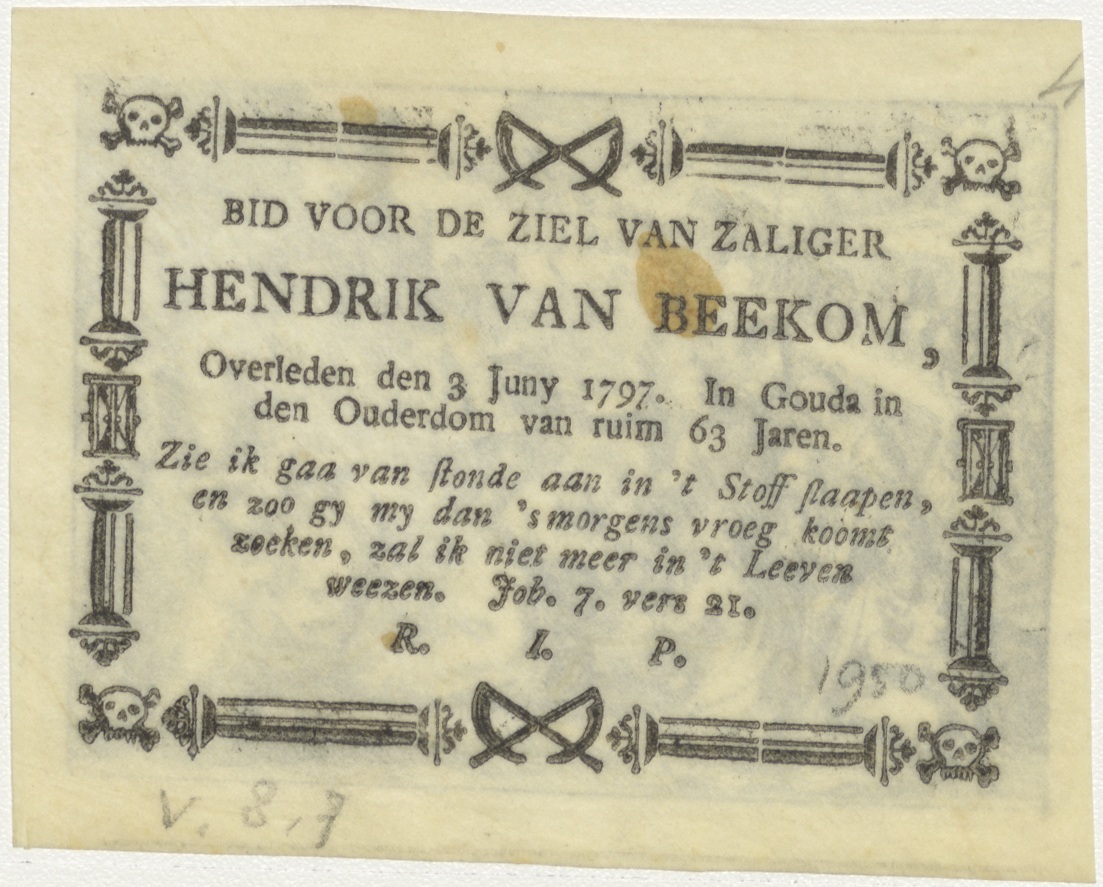 4
BID VOOR DE ZIEL VAN ZALIGER
HENDRIK VAN BEEKOM,
Overleden den 3 Juny 1797. In Gouda in
den Ouderdom van ruim 63 Jaren.
Zie ik gaa van ſtonde aan in 't Stoff ſlaapen,
en zoo gy my dan 's morgens vroeg koomt
zoeken, zal ik niet meer in 't Leeven
weezen. Job. 7. vers 21.
R. I. P.
1950
V. 8,7